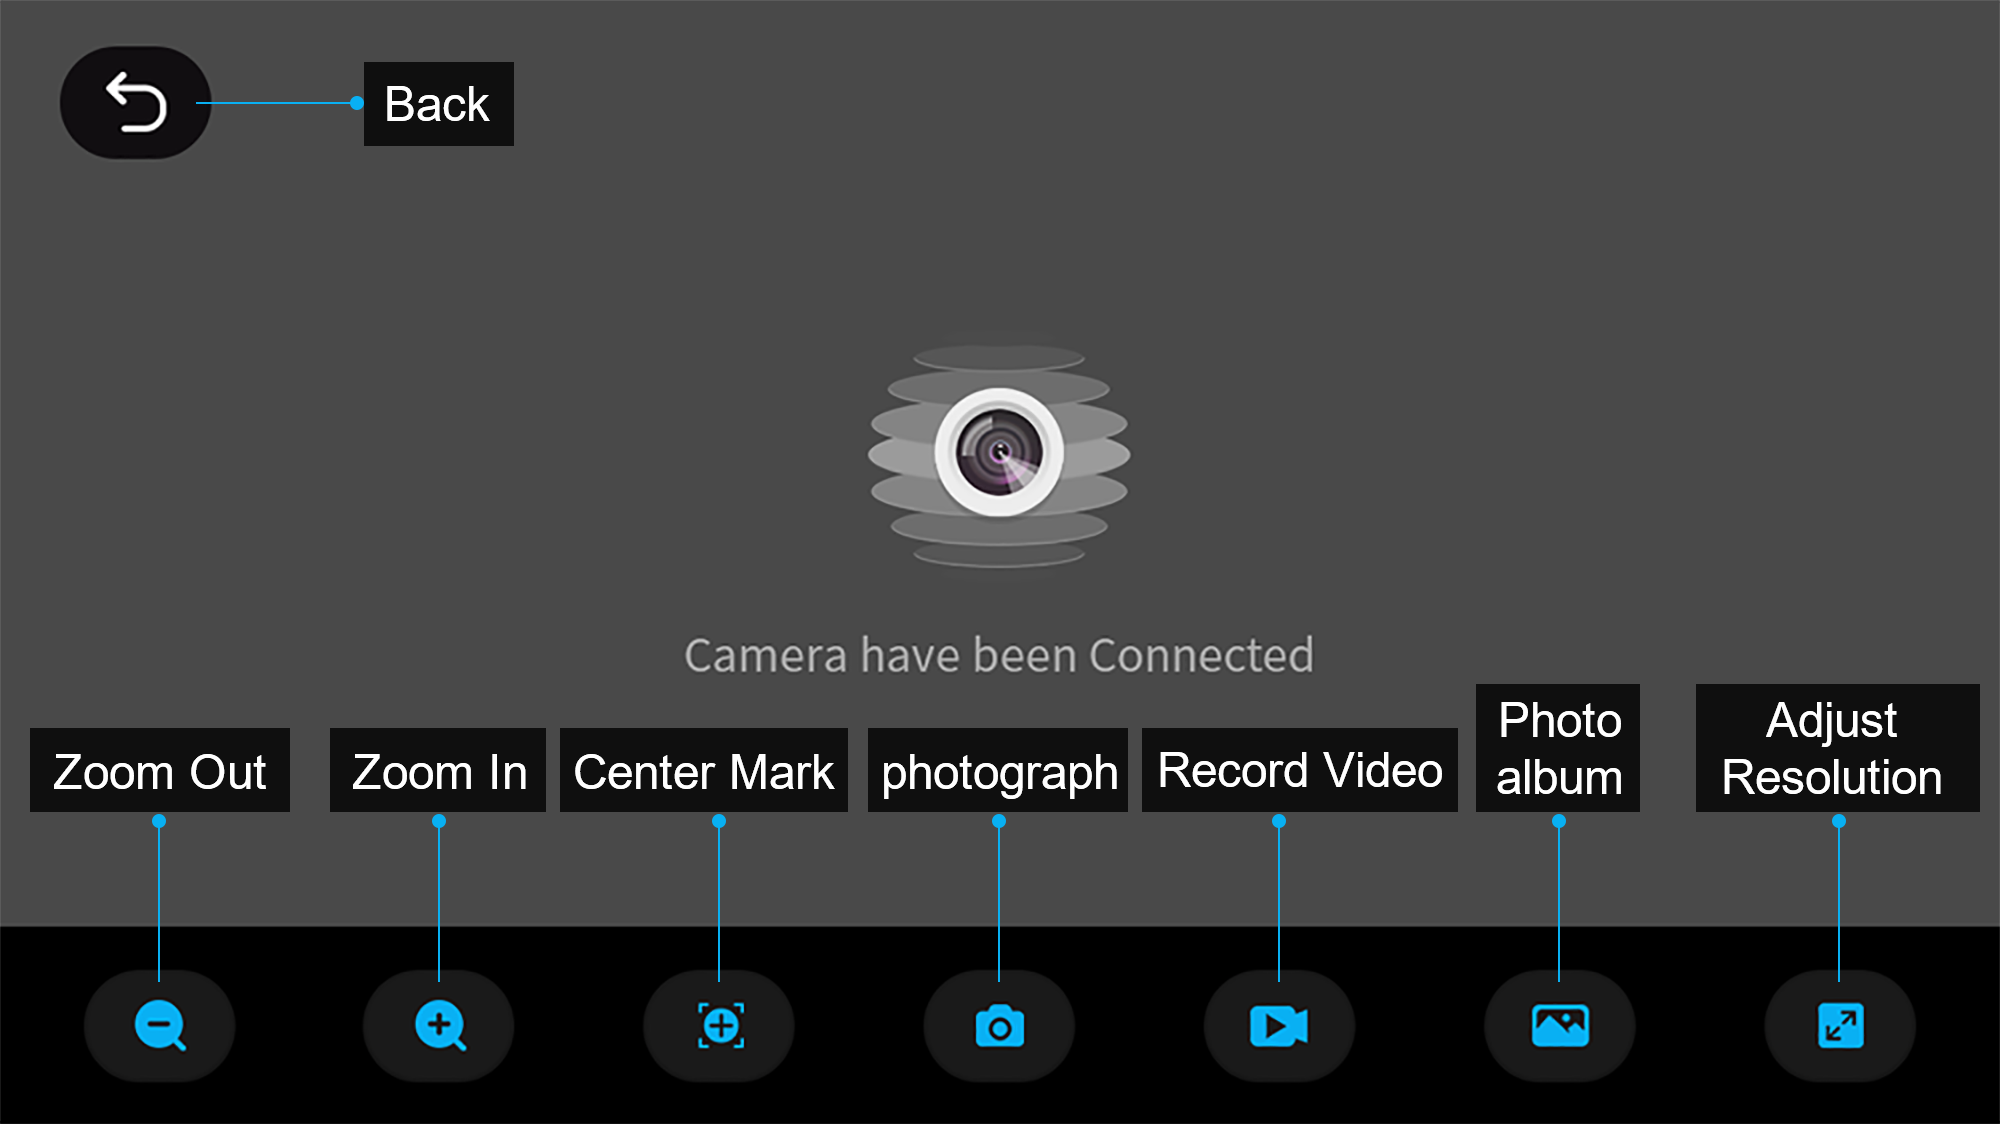 Back
Camera have been Connected
Zoom Out
Zoom In
Center Mark
photograph
Record Video
Photo
album
Adjust
Resolution